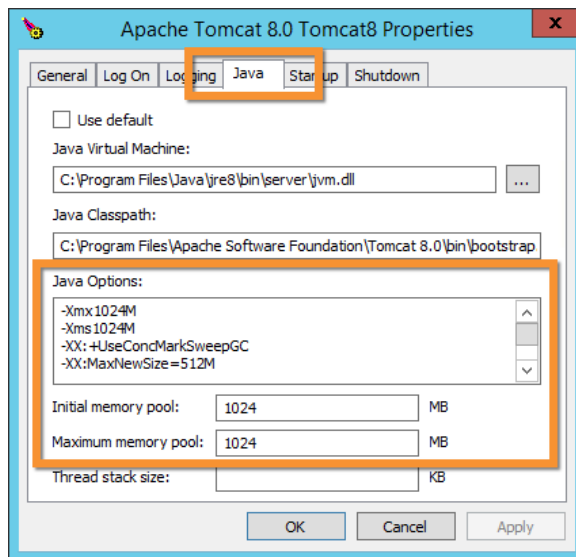 Apache Tomcat 8.0 Tomcat8 Properties
x
General Log On Logging Java Startup Shutdown
Use default
Java Virtual Machine:
C:\Program Files\Java\jre8\bin\server\jvm.dll
...
Java Classpath:
C:\Program Files\Apache Software Foundation\Tomcat 8.0\bin\bootstrap
Java Options:
-Xmx1024M
-Xms1024M
-XX:+UseConcMarkSweepGC
-XX:MaxNewSize=512M
Initial memory pool: 1024 MB
Maximum memory pool: 1024 MB
Thread stack size: KB
OK Cancel Apply